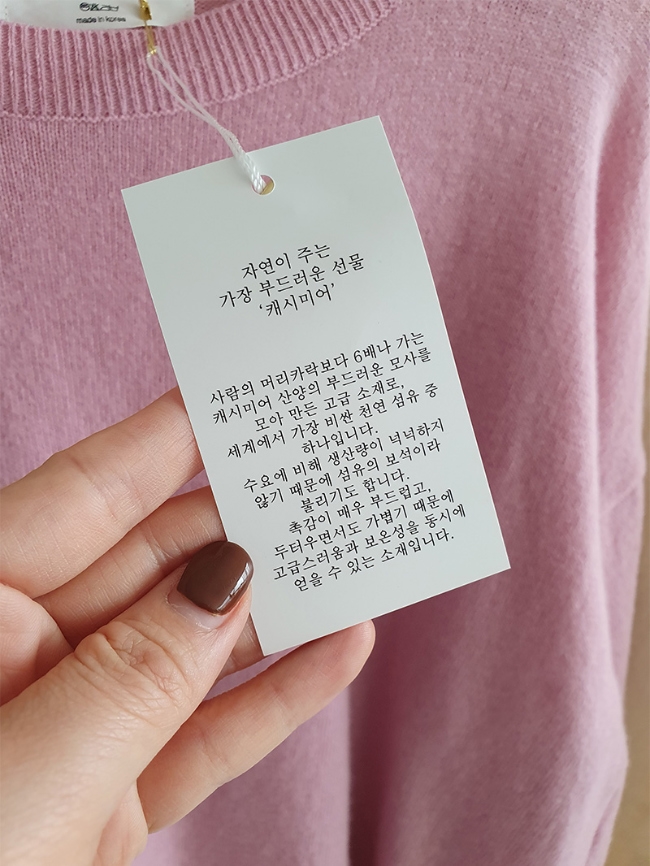 made in korea
자연이 주는
가장 부드러운 선물
‘캐시미어’
사람의 머리카락보다 6배나 가는
캐시미어 산양의 부드러운 모사를
모아 만든 고급 소재로,
세계에서 가장 비싼 천연 섬유 중
하나입니다.
수요에 비해 생산량이 넉넉하지
않기 때문에 섬유의 보석이라
불리기도 합니다.
촉감이 매우 부드럽고,
두터우면서도 가볍기 때문에
고급스러움과 보온성을 동시에
얻을 수 있는 소재입니다.